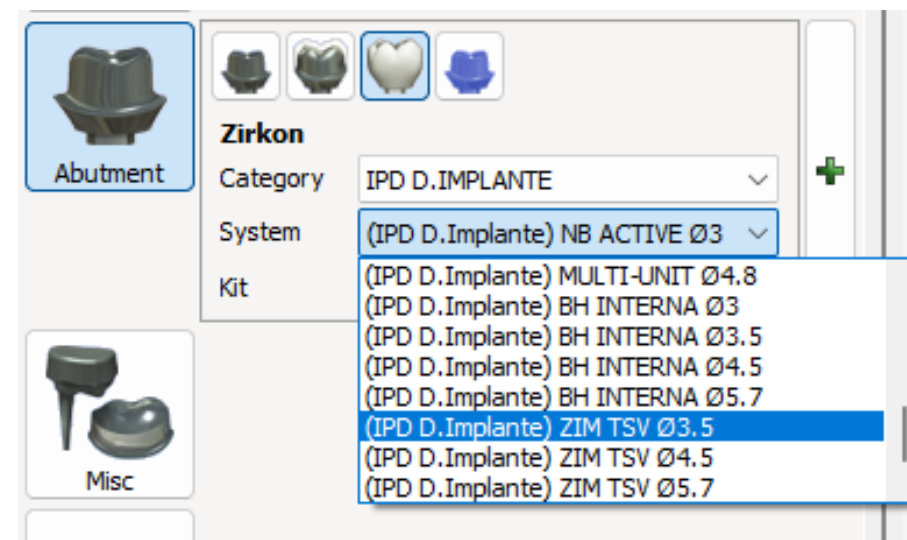 Abutment
Zirkon
Category IPD D.IMPLANTE
System (IPD D.Implante) NB ACTIVE Ø3
Kit
(IPD D.Implante) MULTI-UNIT Ø4.8
(IPD D.Implante) BH INTERNA Ø3
(IPD D.Implante) BH INTERNA Ø3.5
(IPD D.Implante) BH INTERNA Ø4.5
(IPD D.Implante) BH INTERNA Ø5.7
(IPD D.Implante) ZIM TSV Ø3.5
(IPD D.Implante) ZIM TSV Ø4.5
(IPD D.Implante) ZIM TSV Ø5.7
Misc